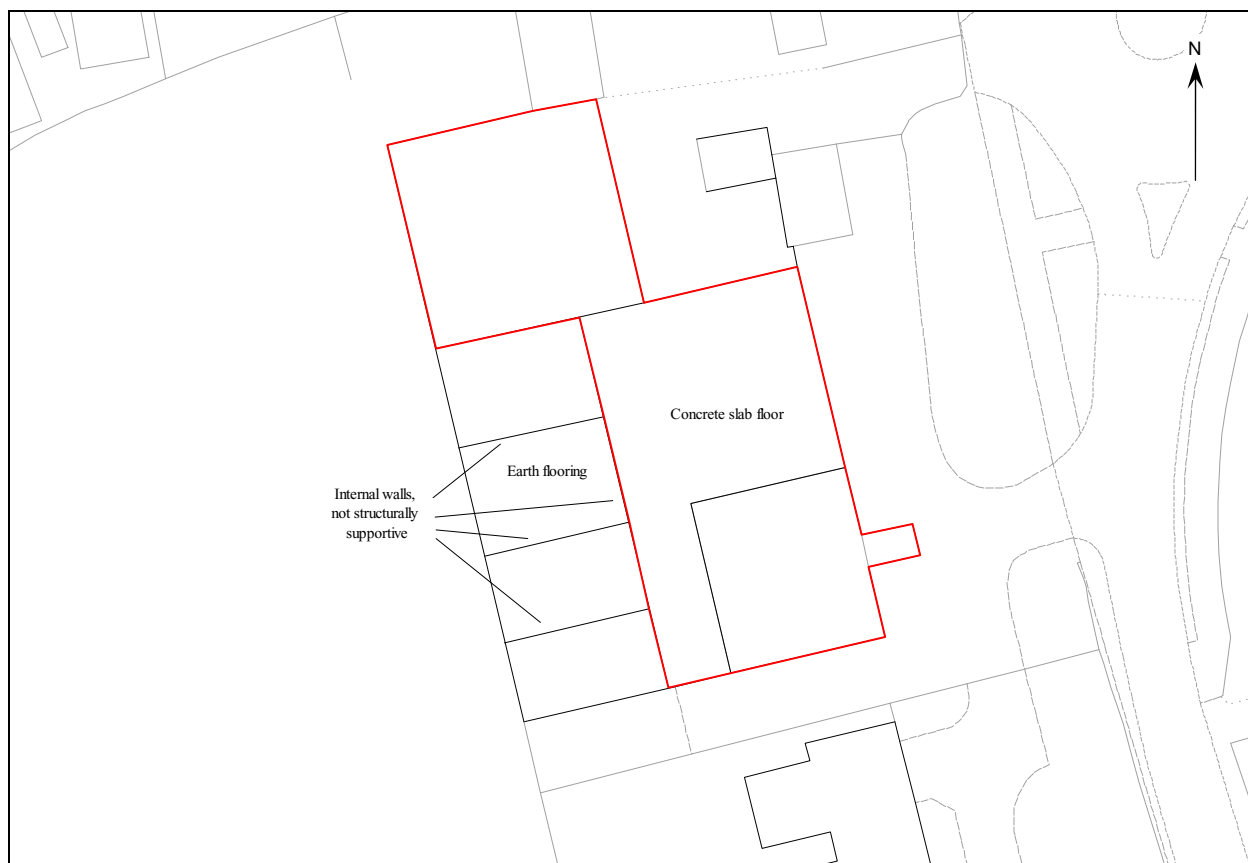 N
Concrete slab floor
Earth flooring
Internal walls,
not structurally
supportive